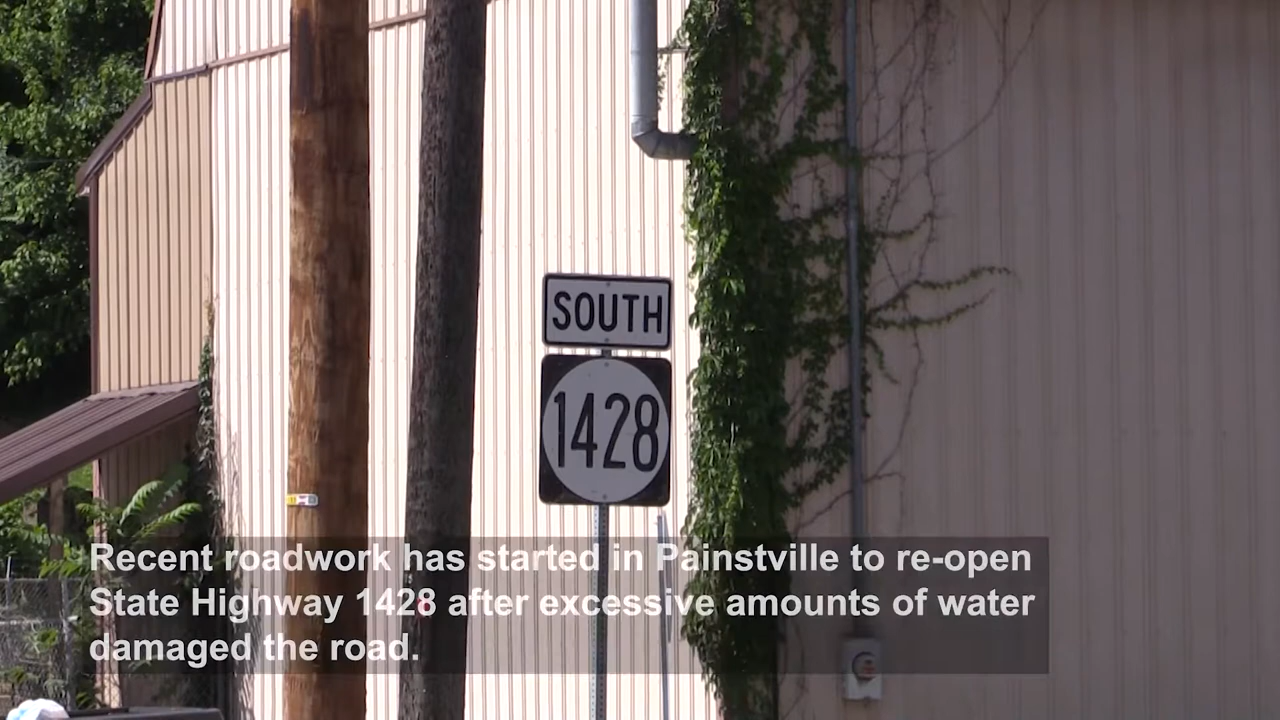 SOUTH
1428
Recent roadwork has started in Painstville to re-open
State Highway 1428 after excessive amounts of water
damaged the road.